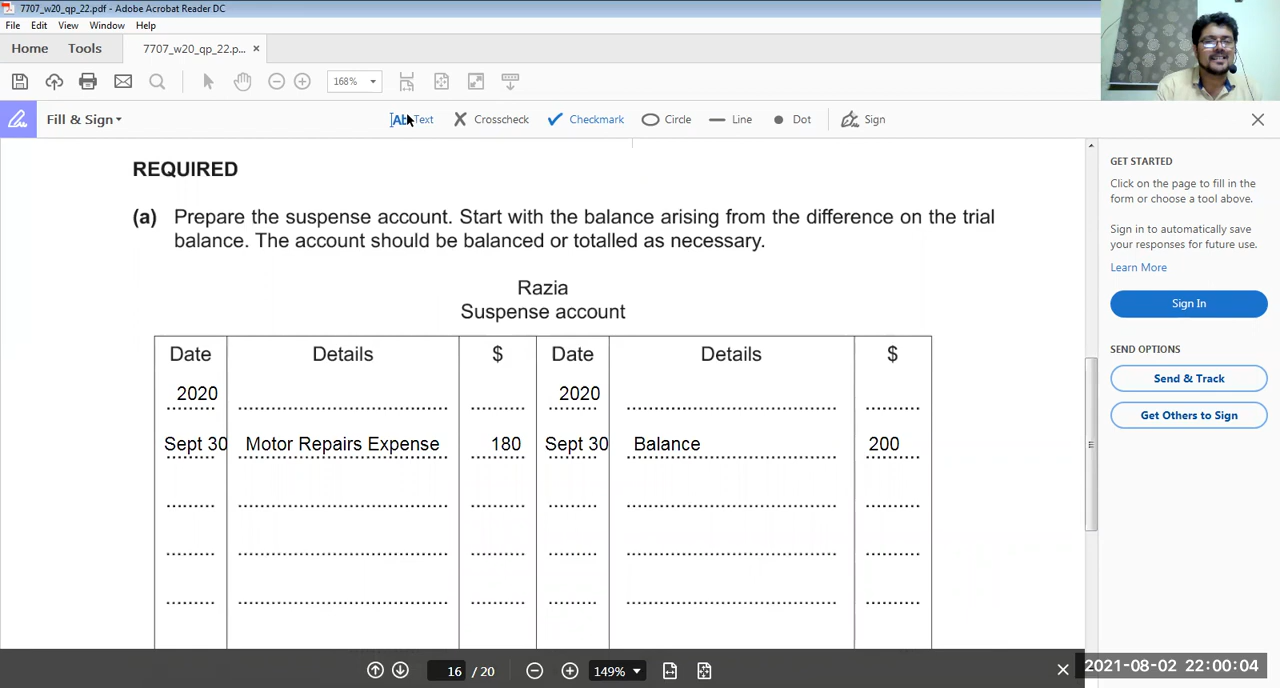 7707_w20_qp_22.pdf - Adobe Acrobat Reader DC
File Edit View Window Help
Home Tools 7707_w20_qp_22.p... ×
168%
Fill & Sign
Ab Text Crosscheck Checkmark Circle Line Dot Sign
REQUIRED
(a) Prepare the suspense account. Start with the balance arising from the difference on the trial
balance. The account should be balanced or totalled as necessary.
Razia
Suspense account
Date Details $ Date Details $
2020 2020
Sept 30 Motor Repairs Expense 180 Sept 30 Balance 200
GET STARTED
Click on the page to fill in the
form or choose a tool above.
Sign in to automatically save
your responses for future use.
Learn More
Sign In
SEND OPTIONS
Send & Track
Get Others to Sign
16 / 20 149%
2021-08-02 22:00:04